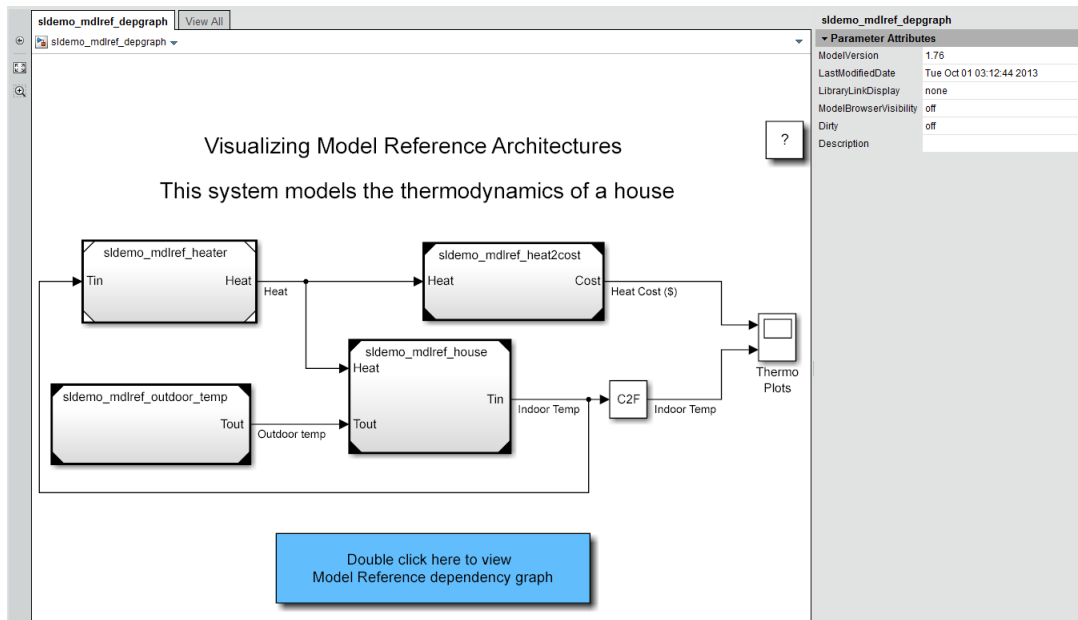 sldemo_mdlref_depgraph
View All
sldemo_mdlref_depgraph
Visualizing Model Reference Architectures
This system models the thermodynamics of a house
?
sldemo_mdlref_heater
Tin
Heat
Heat
sldemo_mdlref_heat2cost
Heat
Cost
Heat Cost ($)
sldemo_mdlref_house
Heat
Tin
Tout
Indoor Temp
C2F
Indoor Temp
Thermo
Plots
sldemo_mdlref_outdoor_temp
Tout
Outdoor temp
Double click here to view
Model Reference dependency graph
sldemo_mdlref_depgraph
Parameter Attributes
ModelVersion 1.76
LastModifiedDate Tue Oct 01 03:12:44 2013
LibraryLinkDisplay none
ModelBrowserVisibility off
Dirty off
Description